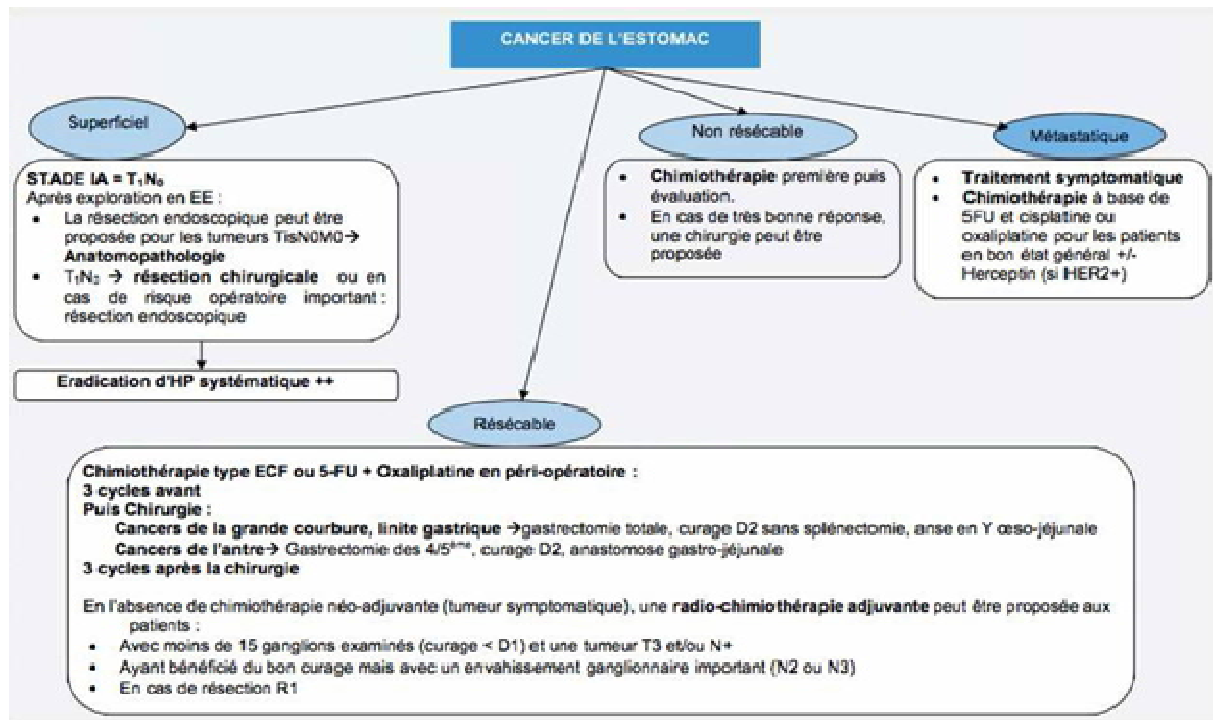 CANCER DE L'ESTOMAC
Superficiel
STADE IA = T₁N₀
Après exploration en EE :
• La résection endoscopique peut être
proposée pour les tumeurs TisN0M0→
Anatomopathologie
• T₁N₀ → résection chirurgicale ou en
cas de risque opératoire important :
résection endoscopique
Eradication d'HP systématique ++
Non résécable
• Chimiothérapie première puis
évaluation.
• En cas de très bonne réponse,
une chirurgie peut être
proposée
Métastatique
• Traitement symptomatique
• Chimiothérapie à base de
5FU et cisplatine ou
oxaliplatine pour les patients
en bon état général +/-
Herceptin (si HER2+)
Résécable
Chimiothérapie type ECF ou 5-FU + Oxaliplatine en péri-opératoire :
3 cycles avant
Puis Chirurgie :
Cancers de la grande courbure, linite gastrique →gastrectomie totale, curage D2 sans splénectomie, anse en Y œso-jéjunale
Cancers de l'antre→ Gastrectomie des 4/5ème, curage D2, anastomose gastro-jéjunale
3 cycles après la chirurgie
En l'absence de chimiothérapie néo-adjuvante (tumeur symptomatique), une radio-chimiothérapie adjuvante peut être proposée aux
patients :
• Avec moins de 15 ganglions examinés (curage < D1) et une tumeur T3 et/ou N+
• Ayant bénéficié du bon curage mais avec un envahissement ganglionnaire important (N2 ou N3)
• En cas de résection R1